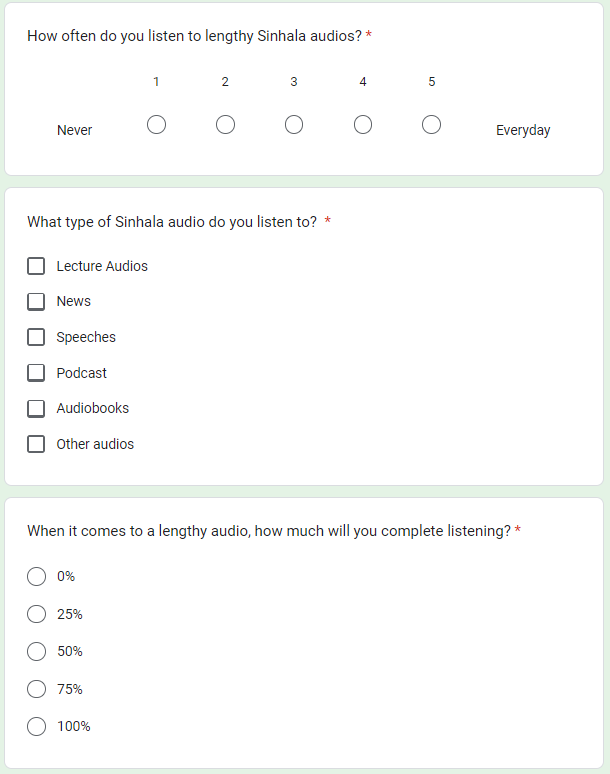 How often do you listen to lengthy Sinhala audios? *
1 2 3 4 5
Never Everyday
What type of Sinhala audio do you listen to? *
Lecture Audios
News
Speeches
Podcast
Audiobooks
Other audios
When it comes to a lengthy audio, how much will you complete listening? *
0%
25%
50%
75%
100%